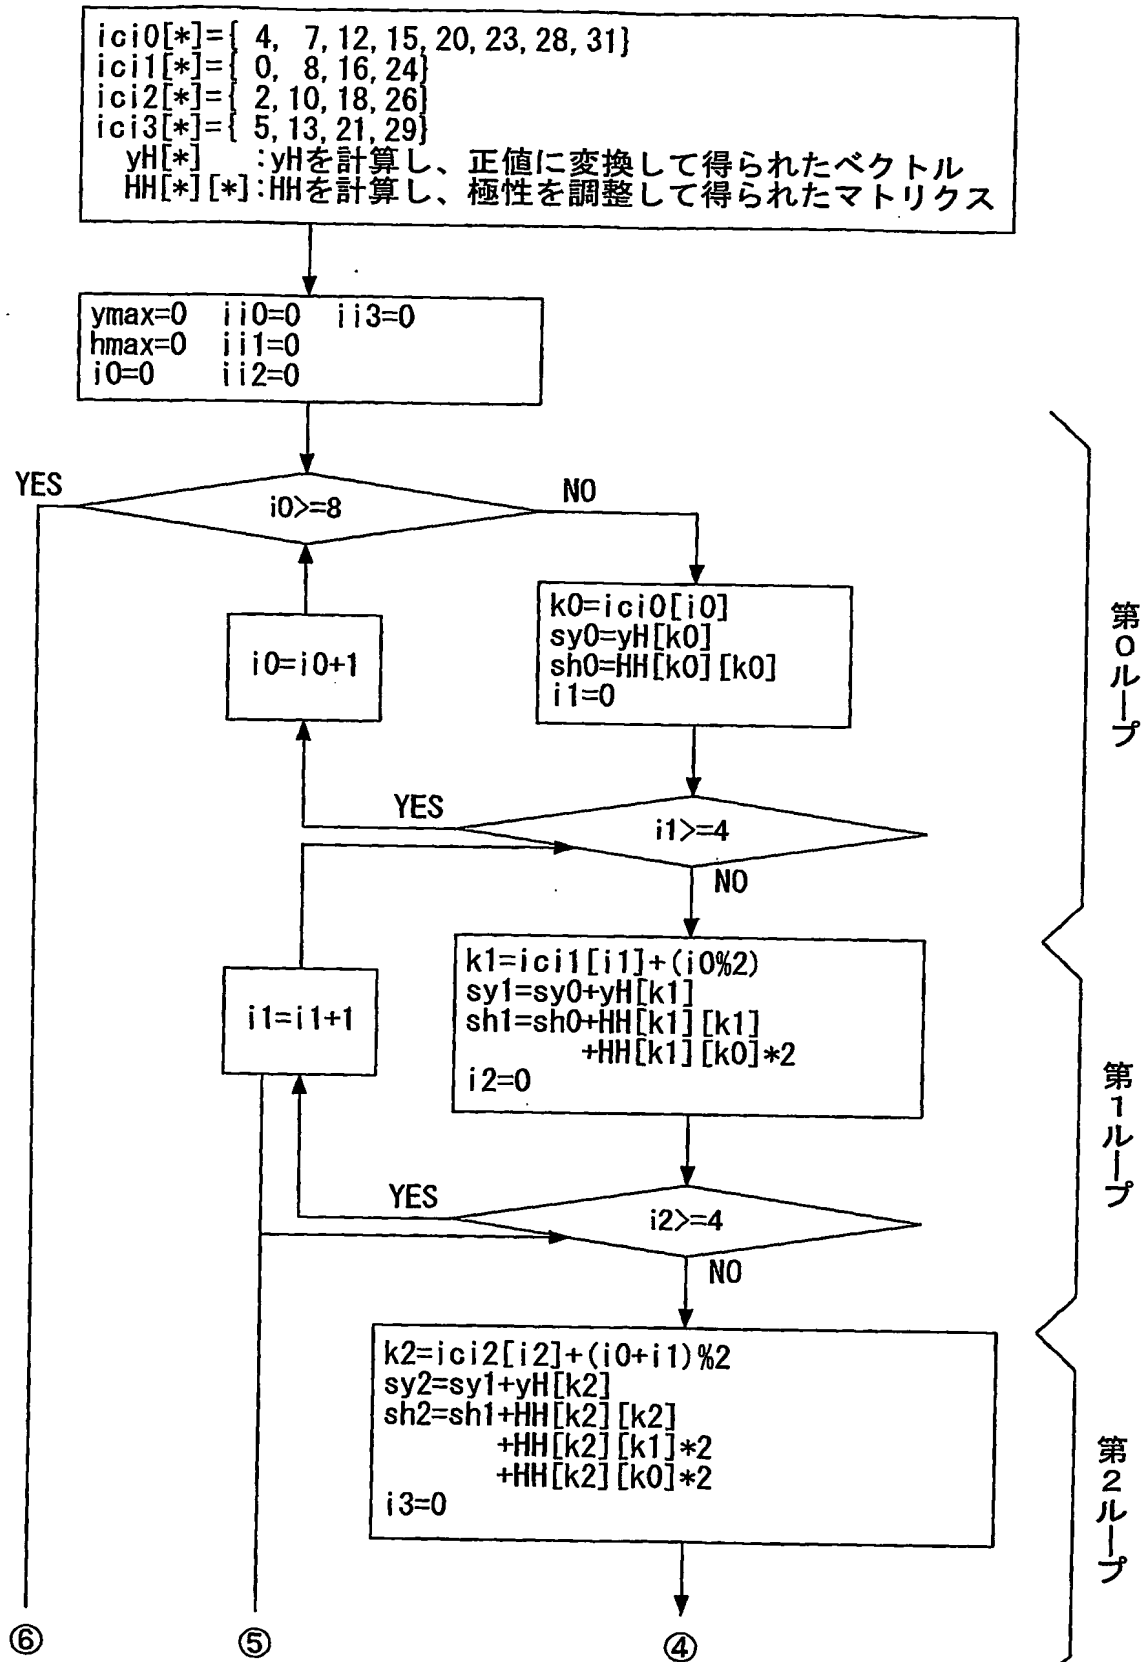 ici0[*]={ 4, 7,12,15,20,23,28,31}
ici1[*]={ 0, 8,16,24}
ici2[*]={ 2,10,18,26}
ici3[*]={ 5,13,21,29}
yH[*] :yHを計算し、正値に変換して得られたベクトル
HH[*][*]:HHを計算し、極性を調整して得られたマトリクス
ymax=0 ii0=0 ii3=0
hmax=0 ii1=0
i0=0 ii2=0
YES
i0>=8
NO
k0=ici0[i0]
sy0=yH[k0]
sh0=HH[k0][k0]
i1=0
i0=i0+1
第0ループ
YES
i1>=4
NO
k1=ici1[i1]+(i0%2)
sy1=sy0+yH[k1]
sh1=sh0+HH[k1][k1]
+HH[k1][k0]*2
i2=0
i1=i1+1
第1ループ
YES
i2>=4
NO
k2=ici2[i2]+(i0+i1)%2
sy2=sy1+yH[k2]
sh2=sh1+HH[k2][k2]
+HH[k2][k1]*2
+HH[k2][k0]*2
i3=0
第2ループ
⑥ ⑤ ④